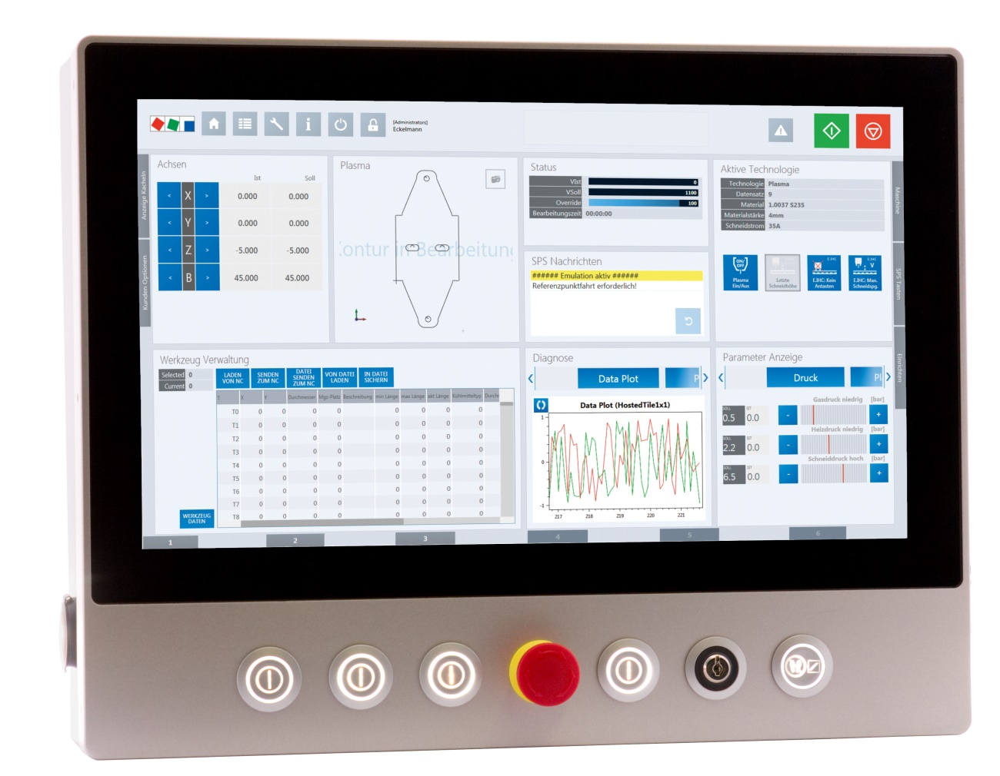 [Administrators]
Eckelmann
Anzeige Kacheln
Kunden Optionen
Achsen
Ist Soll
< X > 0.000 0.000
< Y > 0.000 0.000
< Z > -5.000 -5.000
< B > 45.000 45.000
Plasma
Kontur in Bearbeitung
Status
VIst 0
VSoll 1100
Override 100
Bearbeitungszeit 00:00:00
SPS Nachrichten
###### Emulation aktiv ######
Referenzpunktfahrt erforderlich!
Aktive Technologie
Technologie Plasma
Datensatz 9
Material 1.0037 S235
Materialstärke 4mm
Schneidstrom 35A
ON/
OFF
Plasma
Ein/Aus
Letzte
Schneidhöhe
EJHC
EJHC: Kein
Antasten
EJHC
V
EJHC: Man.
Schneidspg.
Maschine
SPS Tasten
Einrichten
Werkzeug Verwaltung
Selected 0
Current 0
LADEN
VON NC
SENDEN
ZUM NC
DATEI
SENDEN
ZUM NC
VON DATEI
LADEN
IN DATEI
SICHERN
T X Y Durchmesser Mgz-Platz Beschreibung min Länge max Länge akt Länge Kühlmitteltyp Durch
T0 0 0 0 0 0 0 0 0
T1 0 0 0 0 0 0 0 0
T2 0 0 0 0 0 0 0 0
T3 0 0 0 0 0 0 0 0
T4 0 0 0 0 0 0 0 0
T5 0 0 0 0 0 0 0 0
T6 0 0 0 0 0 0 0 0
T7 0 0 0 0 0 0 0 0
T8 0 0 0 0 0 0 0 0
WERKZEUG
DATEN
Diagnose
< Data Plot P >
Data Plot (HostedTile1x1)
1
0
-1
217 218 219 220 221
Parameter Anzeige
< Druck Pl >
Gasdruck niedrig [bar]
SOLL IST
0.5 0.0 - +
Heizdruck niedrig [bar]
SOLL IST
2.2 0.0 - +
Schneiddruck hoch [bar]
SOLL IST
6.5 0.0 - +
1 2 3 4 5 6